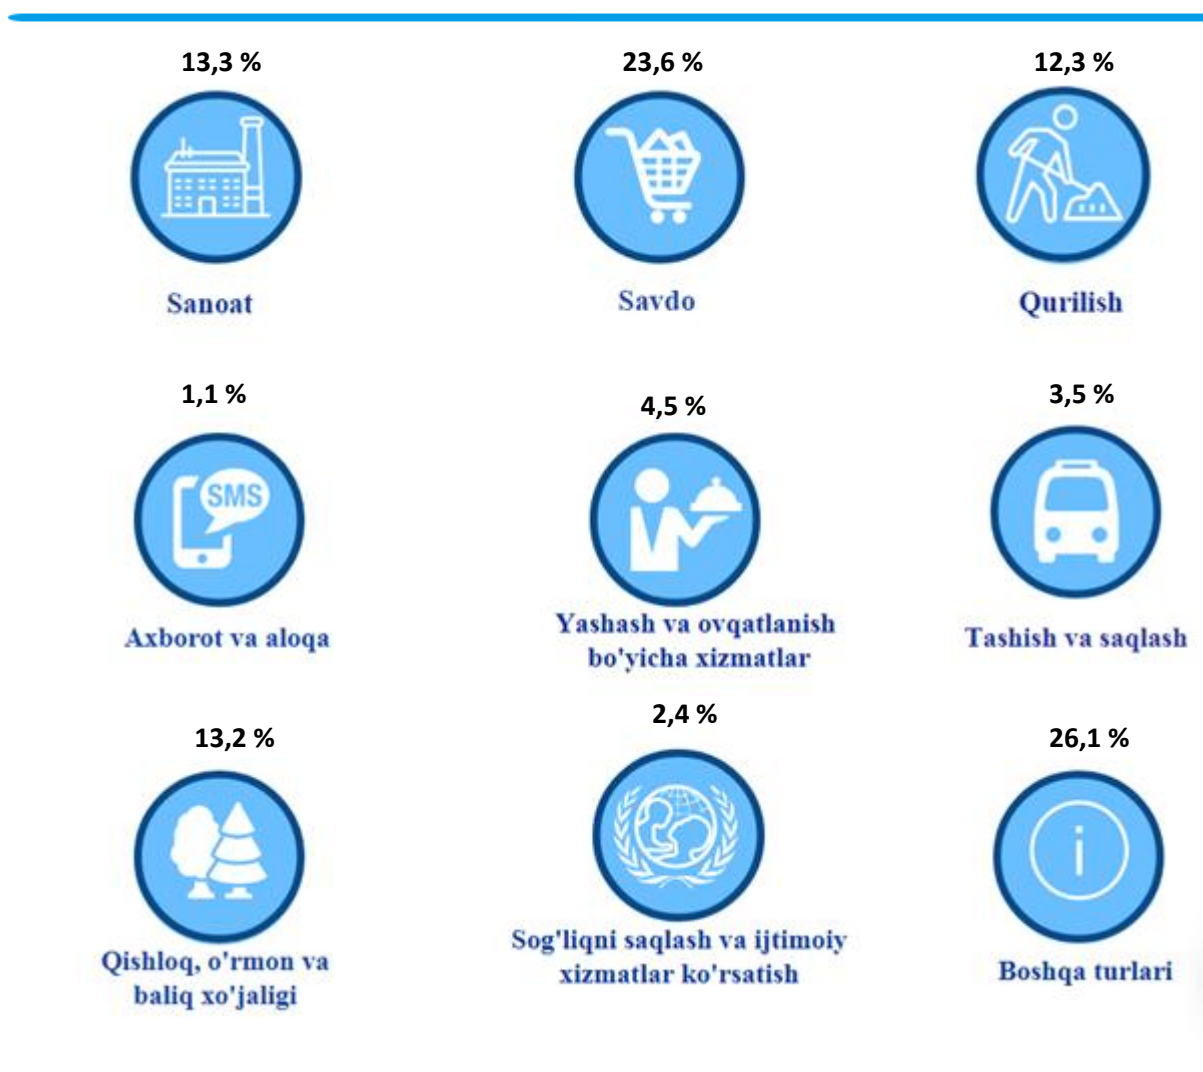 13,3 %
23,6 %
12,3 %
Sanoat
Savdo
Qurilish
1,1 %
4,5 %
3,5 %
SMS
Axborot va aloqa
Yashash va ovqatlanish
bo'yicha xizmatlar
Tashish va saqlash
13,2 %
2,4 %
26,1 %
i
Qishloq, o'rmon va
baliq xo'jaligi
Sog'liqni saqlash va ijtimoiy
xizmatlar ko'rsatish
Boshqa turlari